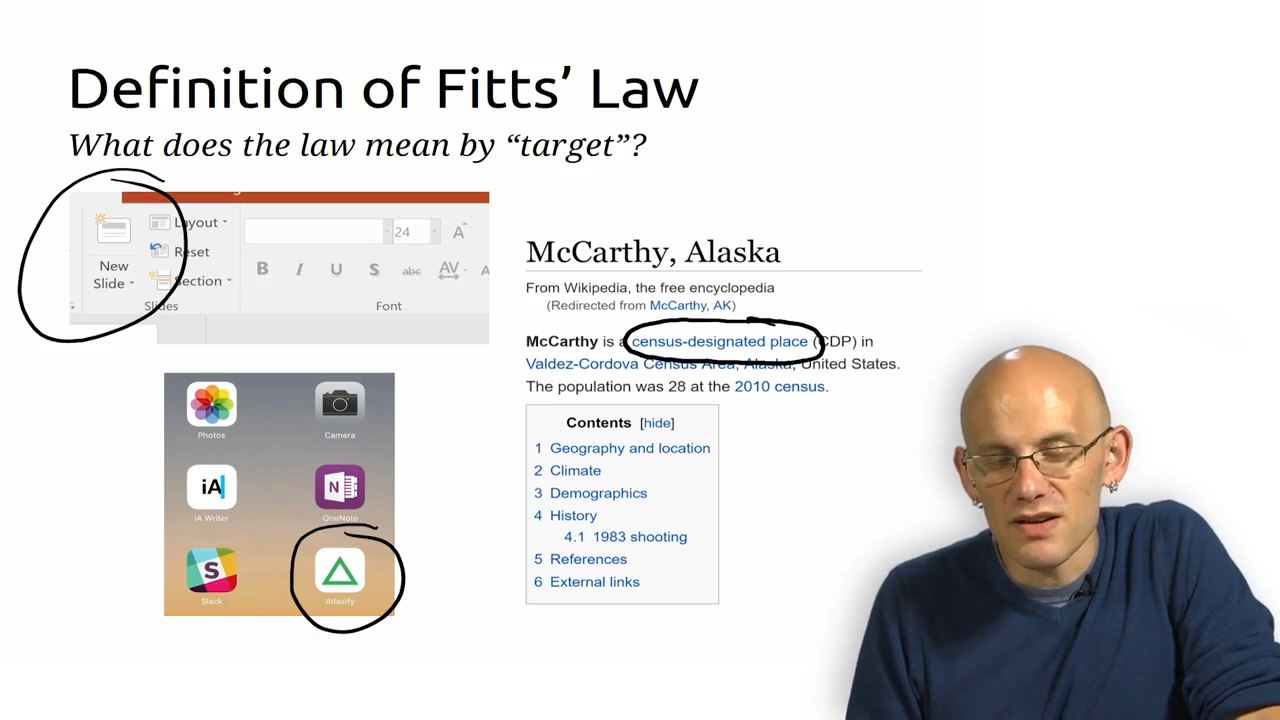 Definition of Fitts’ Law
What does the law mean by “target”?
New
Slide
Layout
Reset
Section
Slides
24
A
B I U S abc AV A
Font
Photos
Camera
iA
iA Writer
N
OneNote
S
Slack
Atlasify
McCarthy, Alaska
From Wikipedia, the free encyclopedia
(Redirected from McCarthy, AK)
McCarthy is a census-designated place (CDP) in
Valdez-Cordova Census Area, Alaska, United States.
The population was 28 at the 2010 census.
Contents [hide]
1 Geography and location
2 Climate
3 Demographics
4 History
4.1 1983 shooting
5 References
6 External links